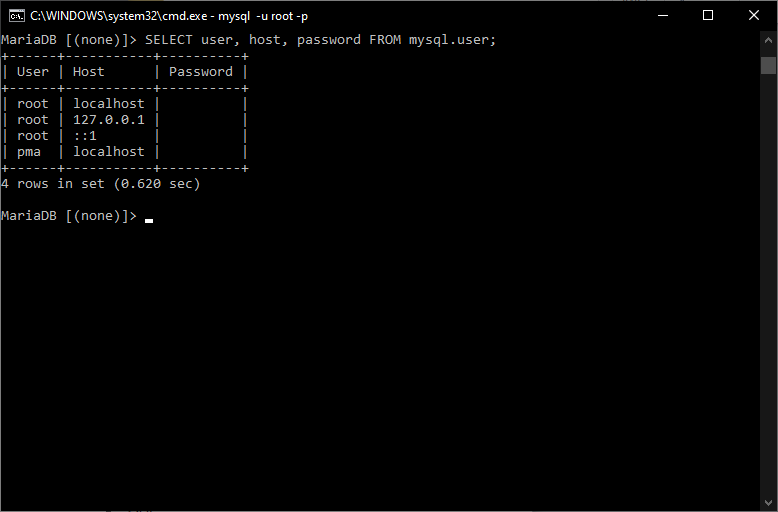 C:\WINDOWS\system32\cmd.exe - mysql  -u root -p
MariaDB [(none)]> SELECT user, host, password FROM mysql.user;
+------+-----------+----------+
| User | Host      | Password |
+------+-----------+----------+
| root | localhost |          |
| root | 127.0.0.1 |          |
| root | ::1       |          |
| pma  | localhost |          |
+------+-----------+----------+
4 rows in set (0.620 sec)
MariaDB [(none)]>